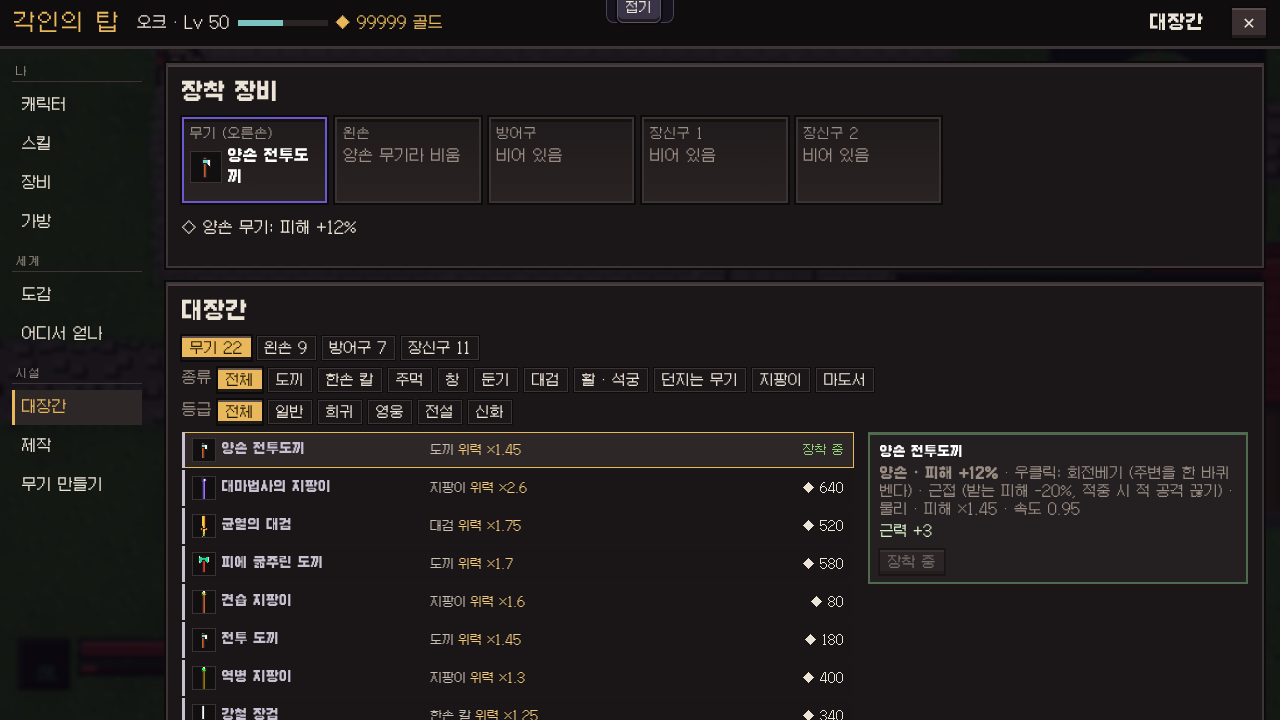 접기
각인의 탑 오크 · Lv 50 ◆ 99999 골드 대장간 ×
나
캐릭터
스킬
장비
가방
세계
도감
어디서 얻나
시설
대장간
제작
무기 만들기
장착 장비
무기 (오른손)
양손 전투도
끼
왼손
양손 무기라 비움
방어구
비어 있음
장신구 1
비어 있음
장신구 2
비어 있음
◇ 양손 무기: 피해 +12%
대장간
무기 22 왼손 9 방어구 7 장신구 11
종류 전체 도끼 한손 칼 주먹 창 둔기 대검 활 · 석궁 던지는 무기 지팡이 마도서
등급 전체 일반 희귀 영웅 전설 신화
양손 전투도끼 도끼 위력 ×1.45 장착 중
대마법사의 지팡이 지팡이 위력 ×2.6 ◆ 640
균열의 대검 대검 위력 ×1.75 ◆ 520
피에 굶주린 도끼 도끼 위력 ×1.7 ◆ 580
견습 지팡이 지팡이 위력 ×1.6 ◆ 80
전투 도끼 도끼 위력 ×1.45 ◆ 180
역병 지팡이 지팡이 위력 ×1.3 ◆ 400
강철 장검 한손 칼 위력 ×1.25 ◆ 340
양손 전투도끼
양손 · 피해 +12% · 우클릭: 회전베기 (주변을 한 바퀴
벤다) · 근접 (받는 피해 -20%, 적중 시 적 공격 끊기) ·
물리 · 피해 ×1.45 · 속도 0.95
근력 +3
장착 중